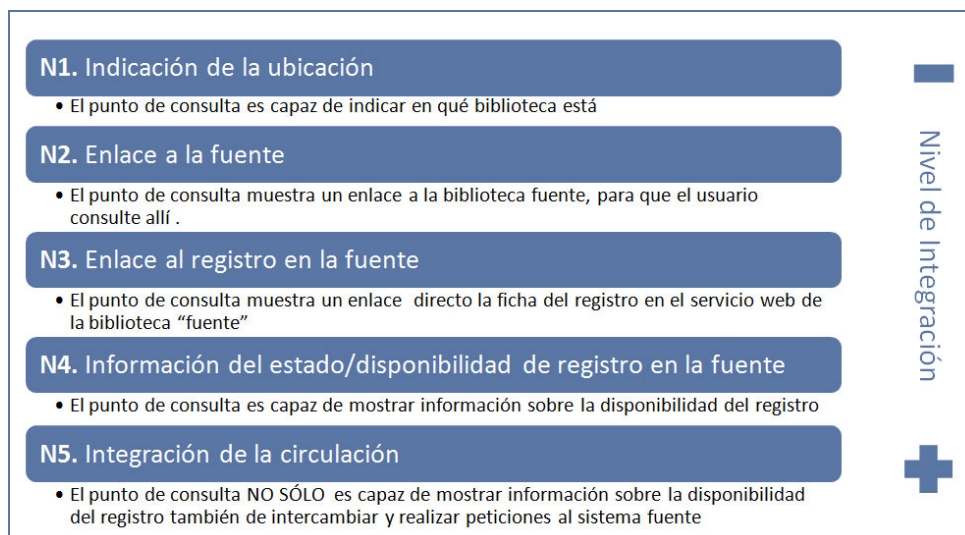 N1. Indicación de la ubicación
• El punto de consulta es capaz de indicar en qué biblioteca está
N2. Enlace a la fuente
• El punto de consulta muestra un enlace a la biblioteca fuente, para que el usuario
consulte allí .
N3. Enlace al registro en la fuente
• El punto de consulta muestra un enlace directo la ficha del registro en el servicio web de
la biblioteca “fuente”
N4. Información del estado/disponibilidad de registro en la fuente
• El punto de consulta es capaz de mostrar información sobre la disponibilidad del registro
N5. Integración de la circulación
• El punto de consulta NO SÓLO es capaz de mostrar información sobre la disponibilidad
del registro también de intercambiar y realizar peticiones al sistema fuente
Nivel de Integración